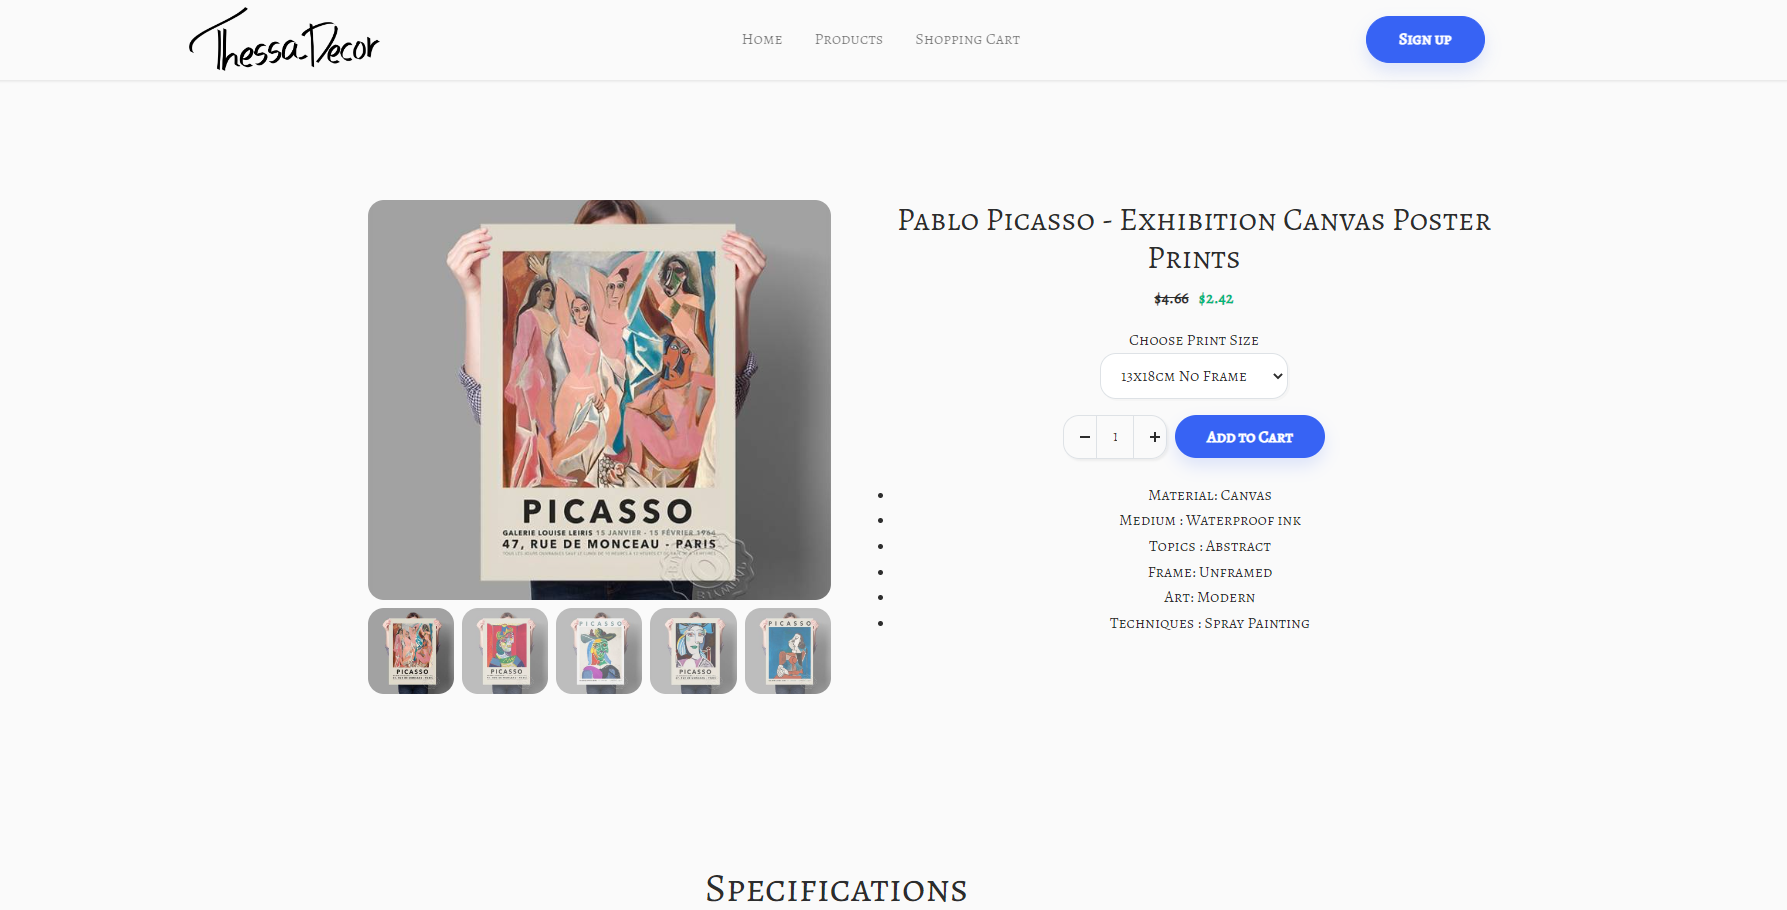 Thessa.Decor
Home
Products
Shopping Cart
Sign up
Pablo Picasso - Exhibition Canvas Poster
Prints
$4.66 $2.42
Choose Print Size
13x18cm No Frame
1
Add to Cart
PICASSO
GALERIE LOUISE LEIRIS 15 JANVIER - 15 FÉVRIER 1964
47, RUE DE MONCEAU - PARIS
Material: Canvas
Medium : Waterproof ink
Topics : Abstract
Frame: Unframed
Art: Modern
Techniques : Spray Painting
PICASSO
PICASSO
PICASSO
PICASSO
PICASSO
Specifications